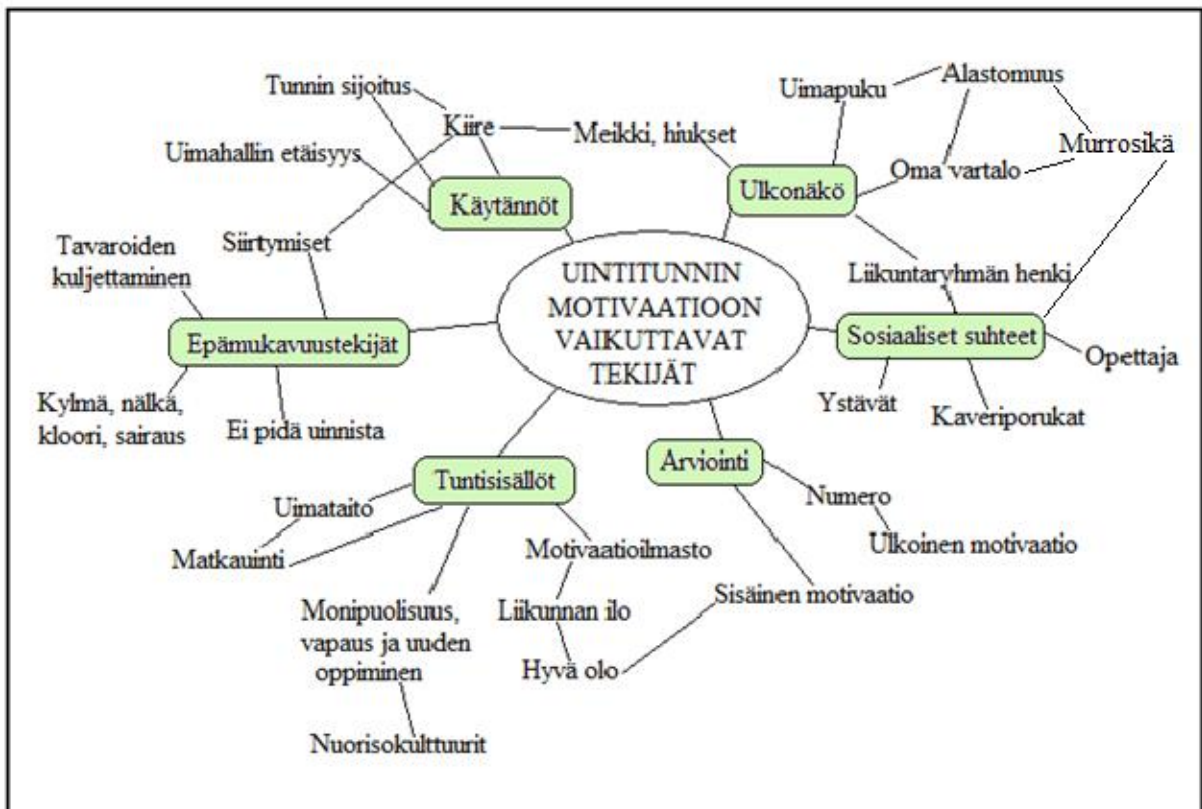 Tunnin sijoitus
Kiire
Uimahallin etäisyys
Käytännöt
Meikki, hiukset
Uimapuku
Alastomuus
Murrosikä
Oma vartalo
Ulkonäkö
Siirtymiset
Tavaroiden
kuljettaminen
Epämukavuustekijät
Kylmä, nälkä,
kloori, sairaus
Ei pidä uinnista
UINTITUNNIN
MOTIVAATIOON
VAIKUTTAVAT
TEKIJÄT
Liikuntaryhmän henki
Sosiaaliset suhteet
Opettaja
Ystävät
Kaveriporukat
Tuntisisällöt
Uimataito
Matkauinti
Monipuolisuus,
vapaus ja uuden
oppiminen
Nuorisokulttuurit
Motivaatioilmasto
Liikunnan ilo
Hyvä olo
Arviointi
Numero
Ulkoinen motivaatio
Sisäinen motivaatio